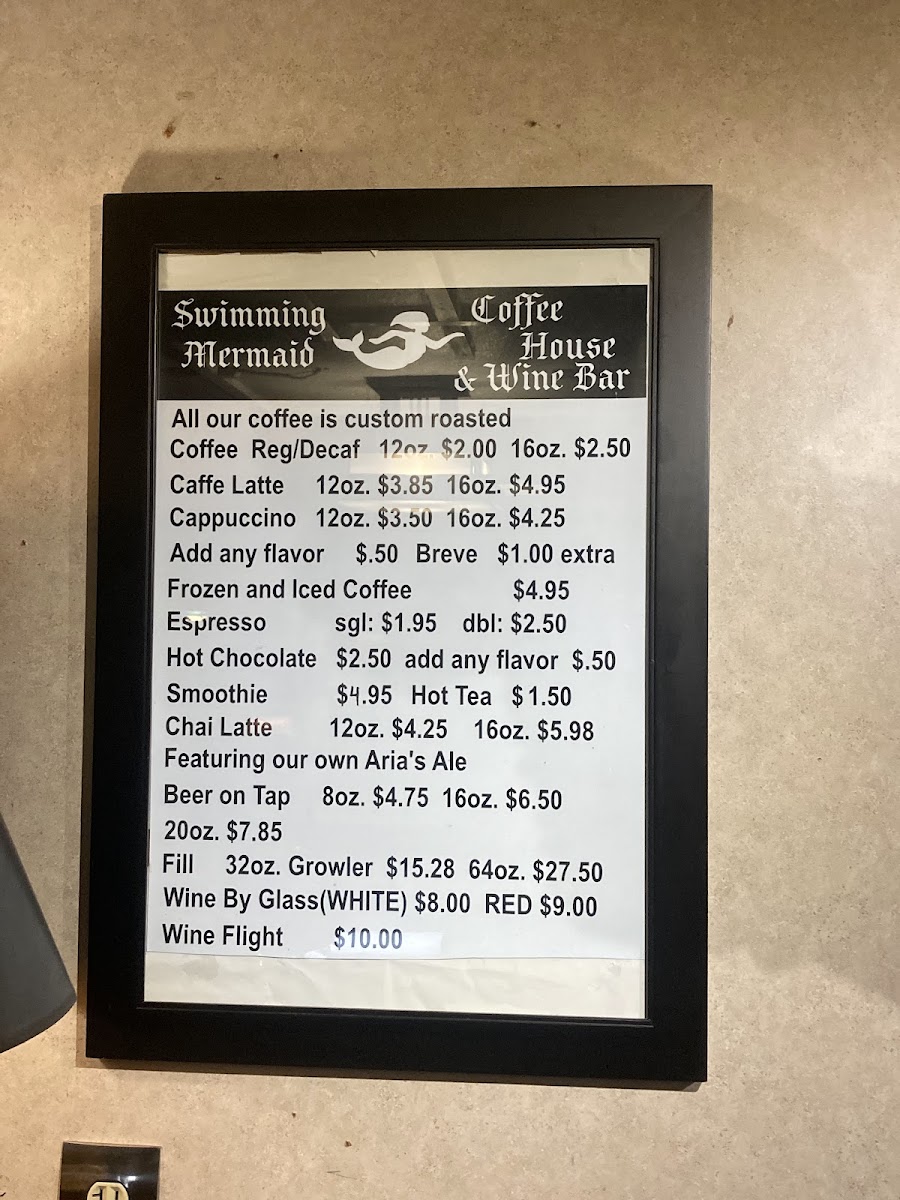 Swimming
Mermaid
Coffee
House
& Wine Bar
All our coffee is custom roasted
Coffee Reg/Decaf 12oz. $2.00 16oz. $2.50
Caffe Latte 12oz. $3.85 16oz. $4.95
Cappuccino 12oz. $3.50 16oz. $4.25
Add any flavor $.50 Breve $1.00 extra
Frozen and Iced Coffee $4.95
Espresso sgl: $1.95 dbl: $2.50
Hot Chocolate $2.50 add any flavor $.50
Smoothie $4.95 Hot Tea $1.50
Chai Latte 12oz. $4.25 16oz. $5.98
Featuring our own Aria's Ale
Beer on Tap 8oz. $4.75 16oz. $6.50
20oz. $7.85
Fill 32oz. Growler $15.28 64oz. $27.50
Wine By Glass(WHITE) $8.00 RED $9.00
Wine Flight $10.00